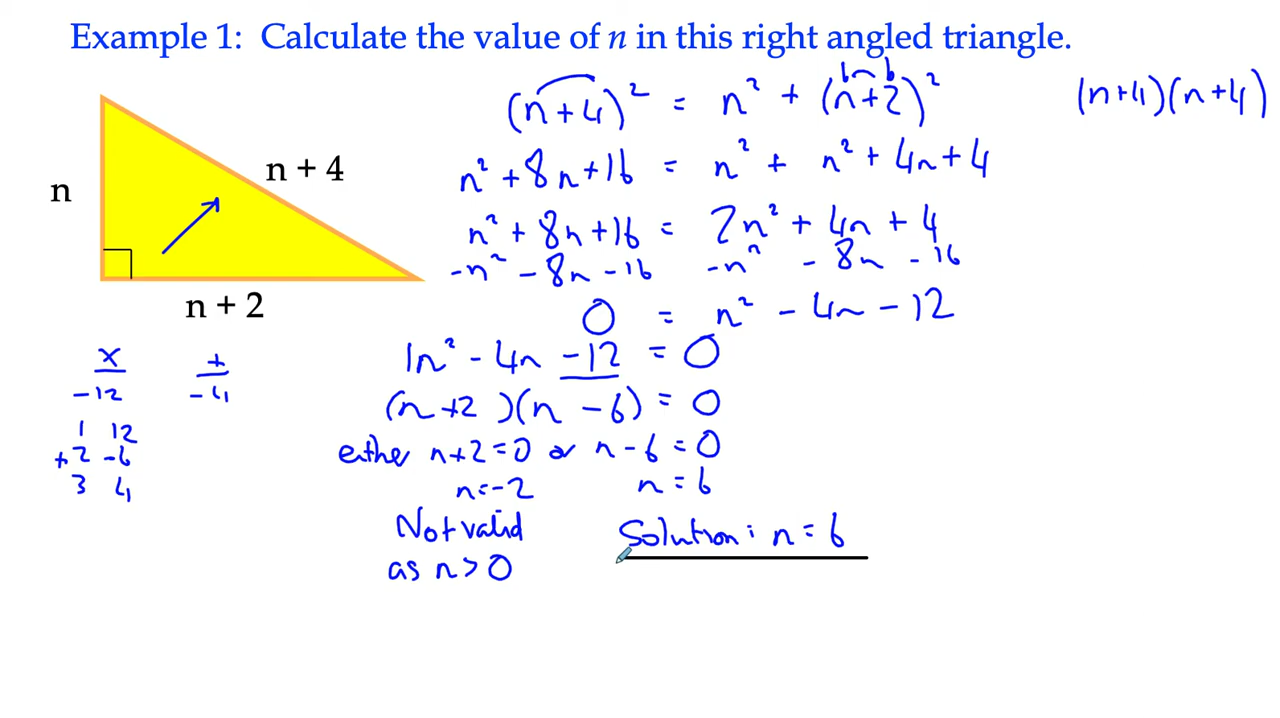 Example 1: Calculate the value of n in this right angled triangle.
n
n + 4
n + 2
(n+4)² = n² + (n+2)²
6 6
(n+4)(n+4)
n² + 8n + 16 = n² + n² + 4n + 4
n² + 8n + 16 = 2n² + 4n + 4
-n² - 8n - 16 -n² - 8n - 16
0 = n² - 4n - 12
1n² - 4n - 12 = 0
(n +2 )(n - 6) = 0
either n+2=0 or n-6=0
n=-2 n=6
Not valid
as n>0
Solution: n = 6
× +
-12 -4
1 12
+2 -6
3 4